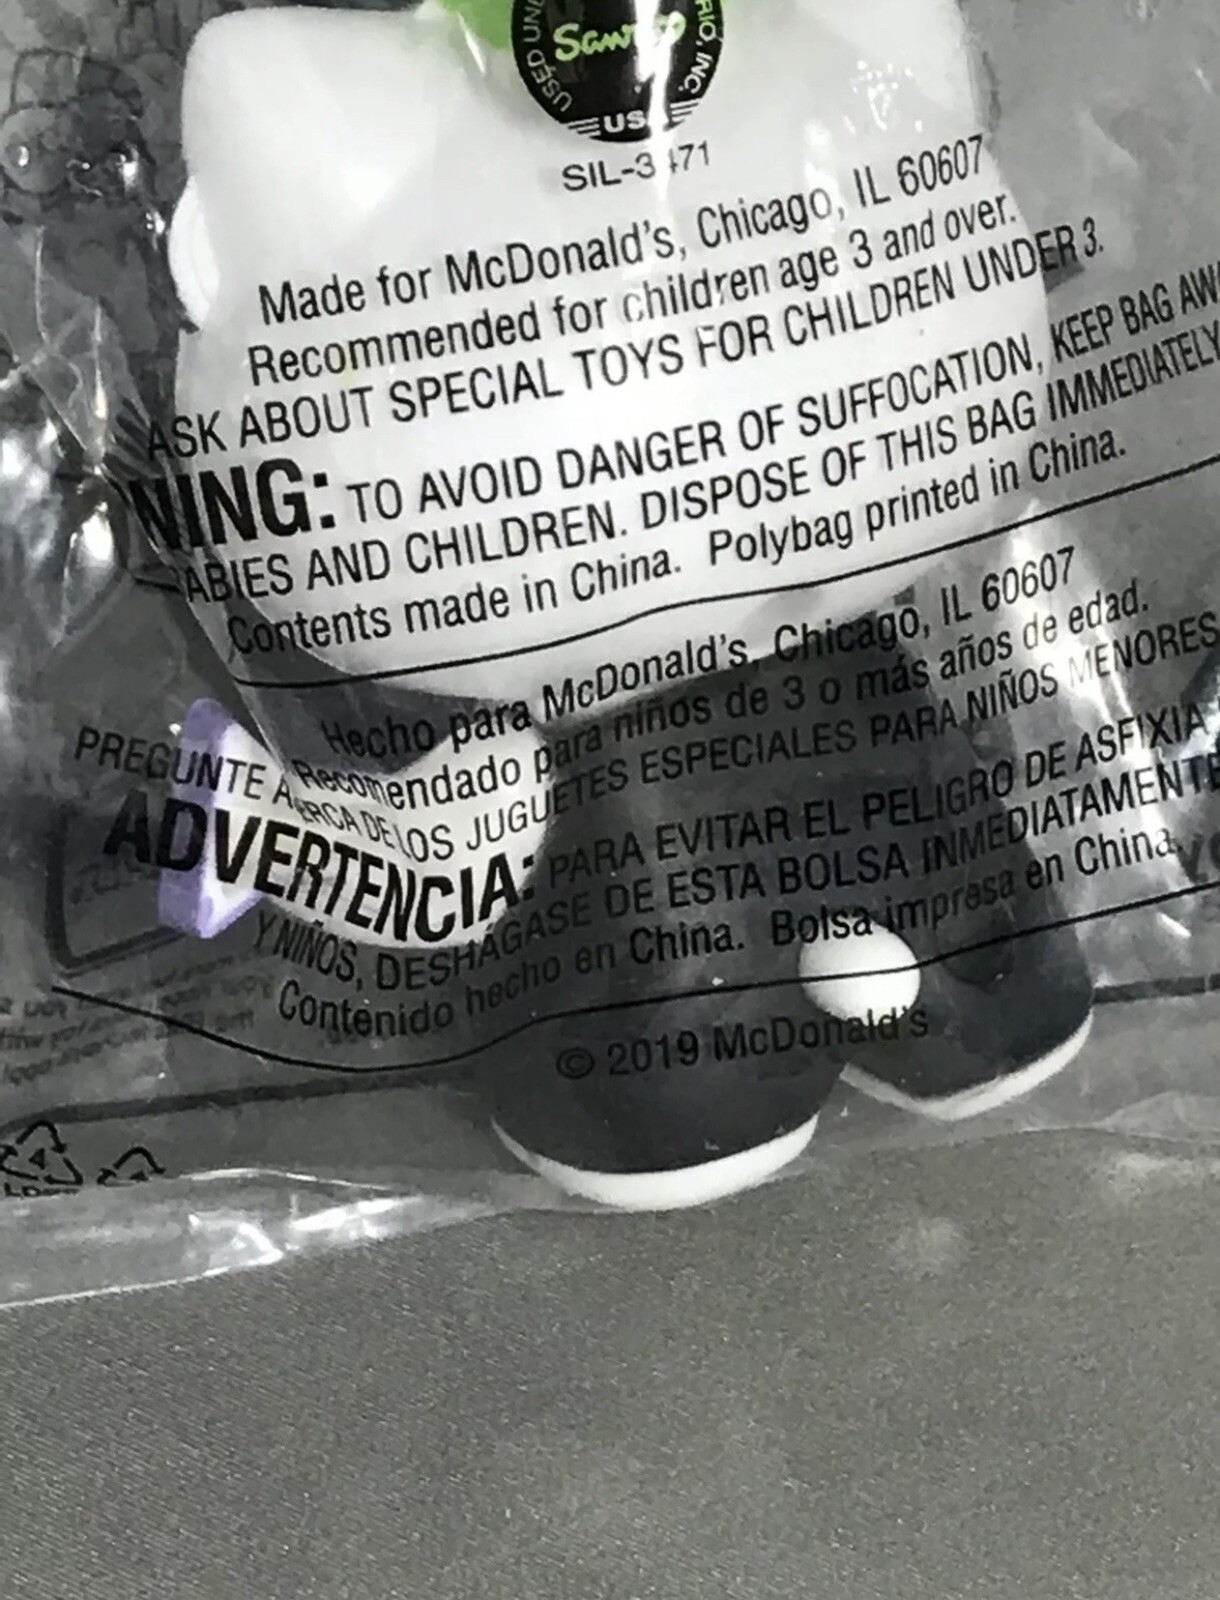 USED UN
Sanrio
RIO, INC.
USA
Made for McDonald's, Chicago, IL 60607
Recommended for children age 3 and over.
ASK ABOUT SPECIAL TOYS FOR CHILDREN UNDER 3.
NING: TO AVOID DANGER OF SUFFOCATION, KEEP BAG AW
ABIES AND CHILDREN. DISPOSE OF THIS BAG IMMEDIATELY
Contents made in China. Polybag printed in China.
Hecho para McDonald's, Chicago, IL 60607
Recomendado para niños de 3 o más años de edad.
PREGUNTE ACERCA DE LOS JUGUETES ESPECIALES PARA NIÑOS MENORES
ADVERTENCIA: PARA EVITAR EL PELIGRO DE ASFIXIA
Y NIÑOS, DESHÁGASE DE ESTA BOLSA INMEDIATAMENTE
Contenido hecho en China. Bolsa impresa en China.
© 2019 McDonald's